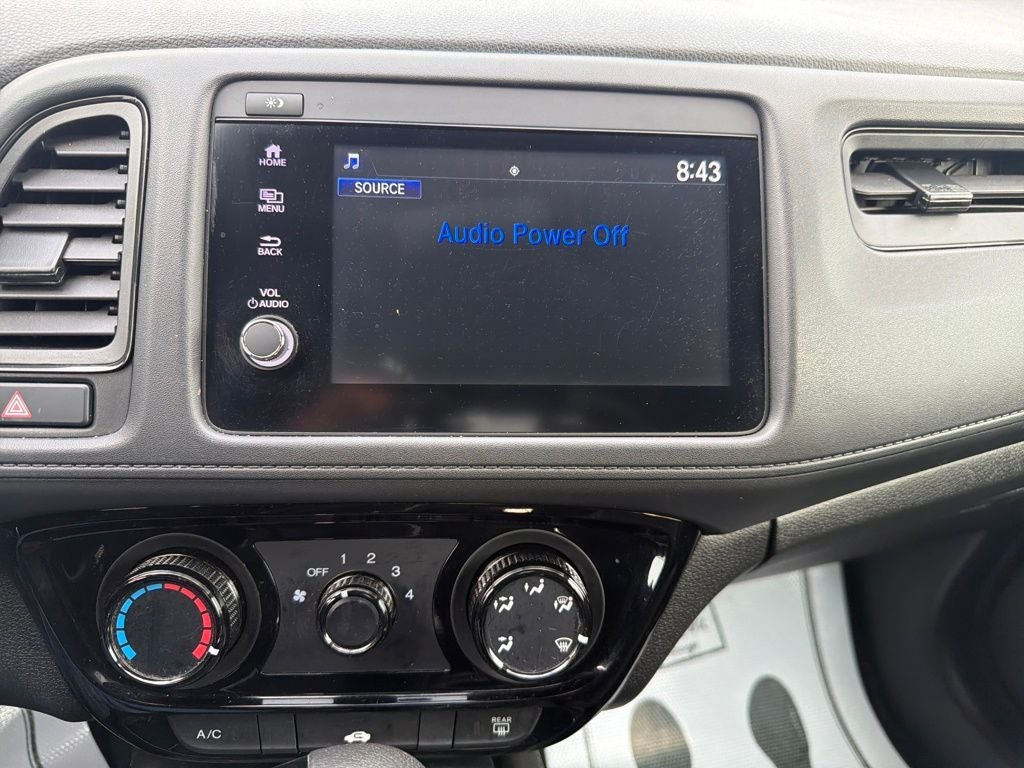 HOME
8:43
SOURCE
MENU
Audio Power Off
BACK
VOL
AUDIO
OFF 1 2 3 4
A/C
REAR